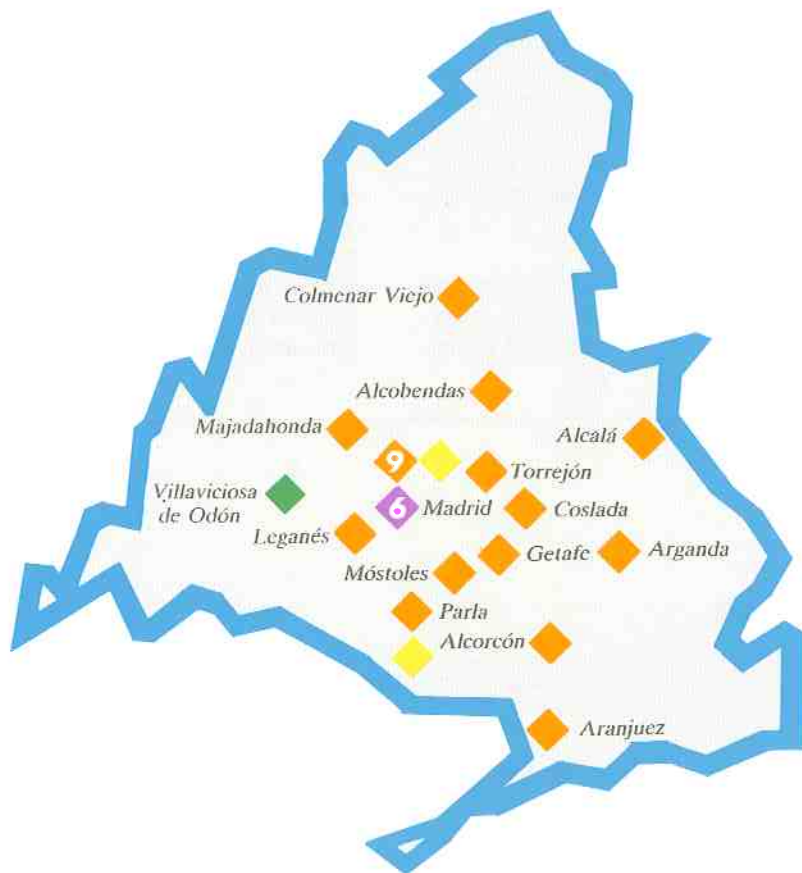 Colmenar Viejo
Alcobendas
Majadahonda
Alcalá
9
Torrejón
Villaviciosa
de Odón
6
Madrid
Coslada
Leganés
Getafe
Arganda
Móstoles
Parla
Alcorcón
Aranjuez